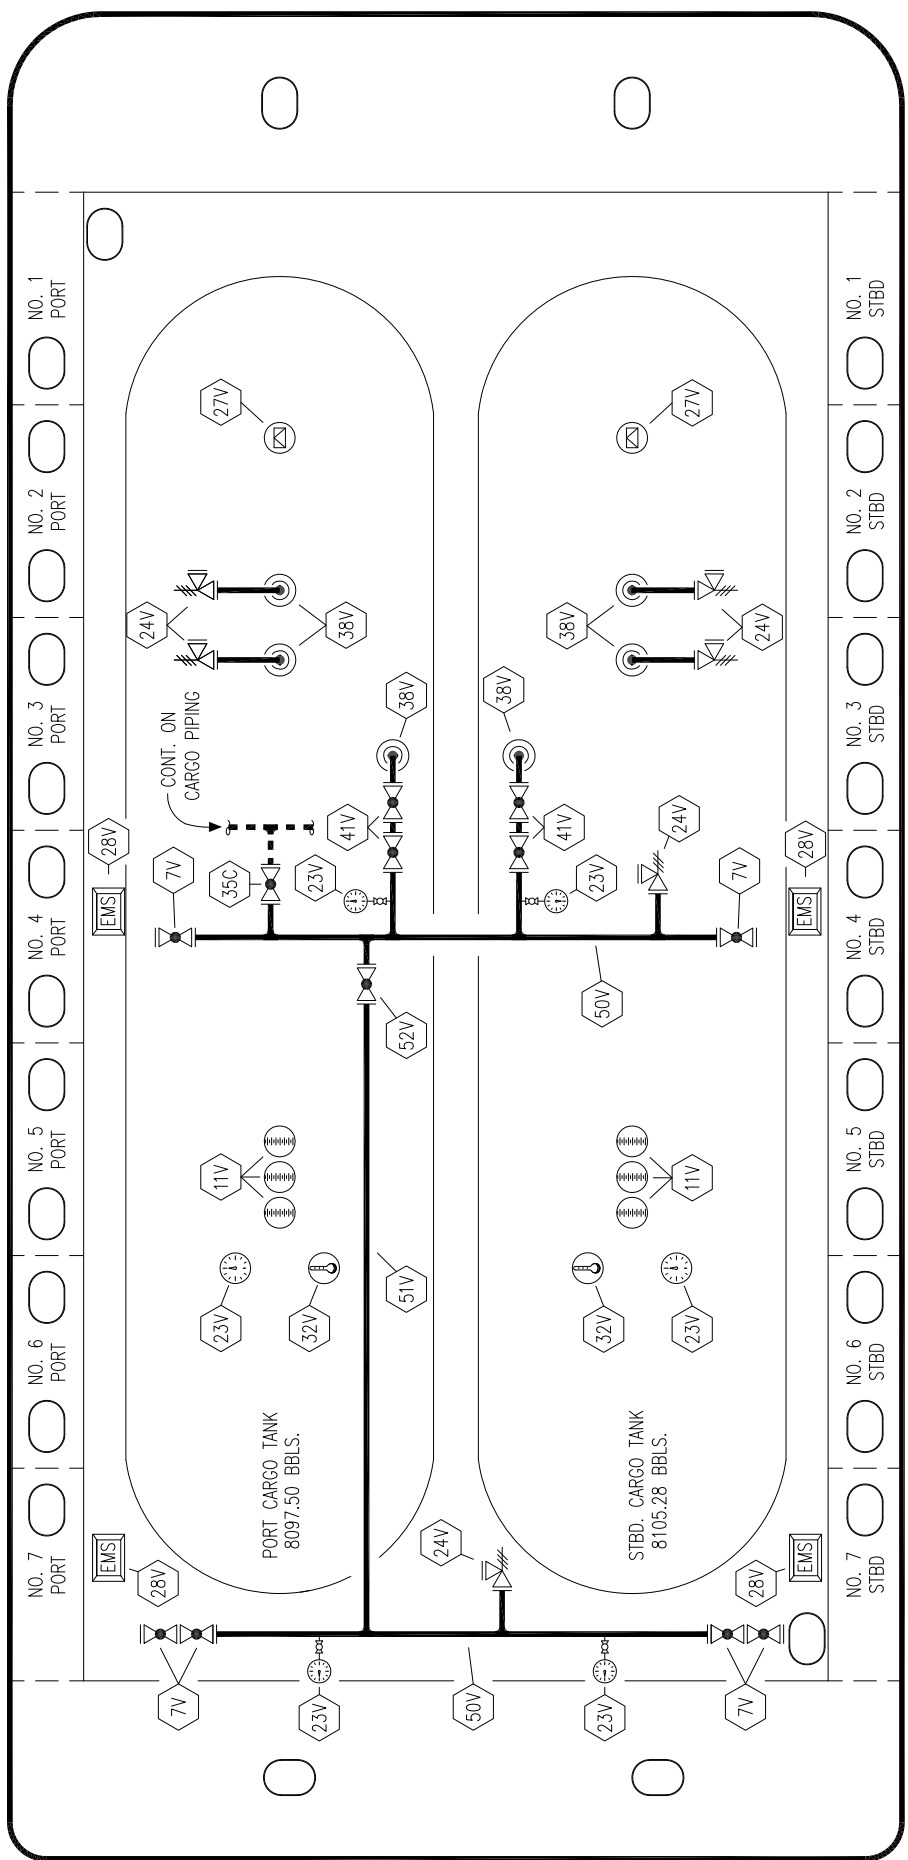 NO. 1
PORT
NO. 1
STBD
27V
27V
NO. 2
PORT
NO. 2
STBD
24V
38V
38V
24V
NO. 3
PORT
CONT. ON
CARGO PIPING
38V
38V
NO. 3
STBD
28V
41V
41V
24V
28V
7V
35C
23V
23V
7V
EMS
EMS
NO. 4
PORT
NO. 4
STBD
52V
50V
NO. 5
PORT
11V
11V
NO. 5
STBD
51V
23V
32V
32V
23V
NO. 6
PORT
NO. 6
STBD
PORT CARGO TANK
8097.50 BBLS.
STBD. CARGO TANK
8105.28 BBLS.
24V
EMS
EMS
NO. 7
PORT
28V
28V
NO. 7
STBD
7V
23V
50V
23V
7V